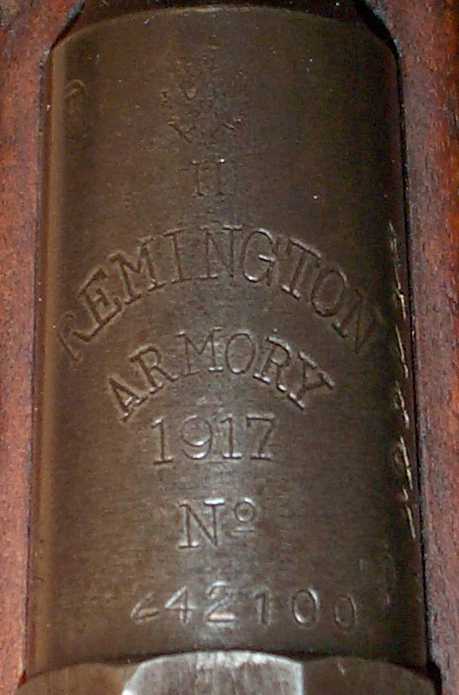 REMINGTON
ARMORY
1917
Nº
642100